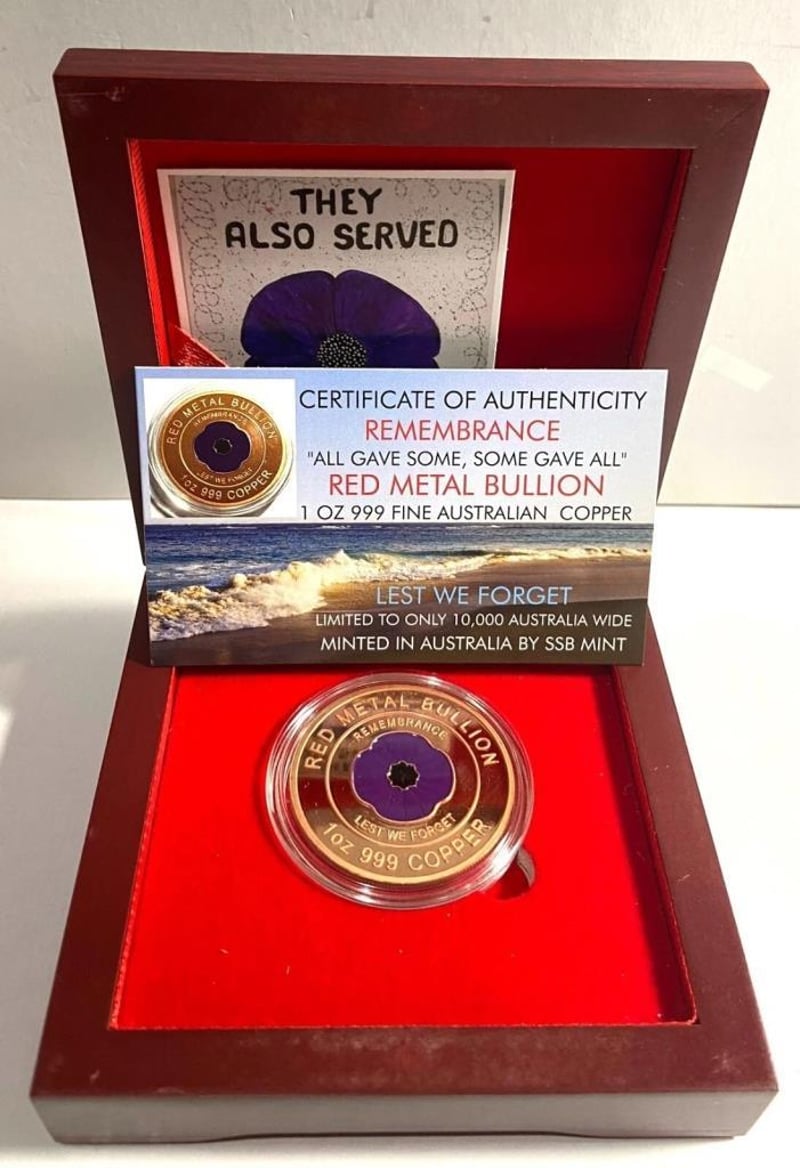 THEY
ALSO SERVED
RED METAL BULLION
REMEMBRANCE
LEST WE FORGET
1oz 999 COPPER
CERTIFICATE OF AUTHENTICITY
REMEMBRANCE
"ALL GAVE SOME, SOME GAVE ALL"
RED METAL BULLION
1 OZ 999 FINE AUSTRALIAN COPPER
LEST WE FORGET
LIMITED TO ONLY 10,000 AUSTRALIA WIDE
MINTED IN AUSTRALIA BY SSB MINT
RED METAL BULLION
REMEMBRANCE
LEST WE FORGET
1oz 999 COPPER